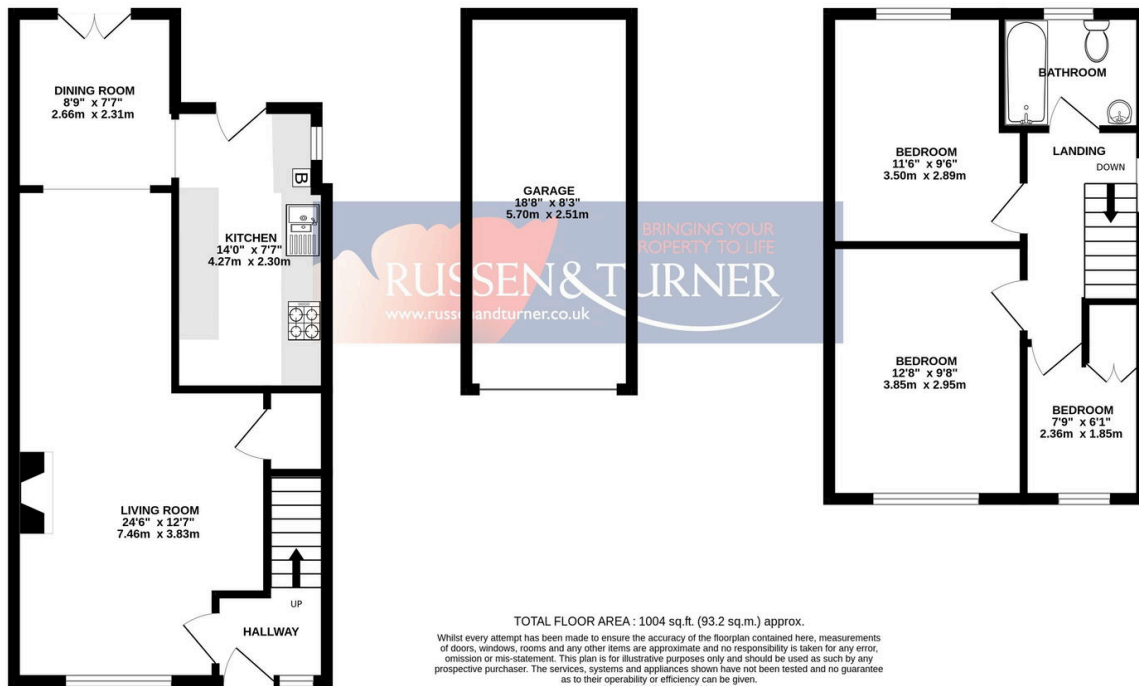 DINING ROOM
8'9" x 7'7"
2.66m x 2.31m
B
KITCHEN
14'0" x 7'7"
4.27m x 2.30m
LIVING ROOM
24'6" x 12'7"
7.46m x 3.83m
UP
HALLWAY
GARAGE
18'8" x 8'3"
5.70m x 2.51m
BRINGING YOUR
PROPERTY TO LIFE
RUSSEN & TURNER
www.russenandturner.co.uk
BATHROOM
BEDROOM
11'6" x 9'6"
3.50m x 2.89m
LANDING
DOWN
BEDROOM
12'8" x 9'8"
3.85m x 2.95m
BEDROOM
7'9" x 6'1"
2.36m x 1.85m
TOTAL FLOOR AREA : 1004 sq.ft. (93.2 sq.m.) approx.
Whilst every attempt has been made to ensure the accuracy of the floorplan contained here, measurements
of doors, windows, rooms and any other items are approximate and no responsibility is taken for any error,
omission or mis-statement. This plan is for illustrative purposes only and should be used as such by any
prospective purchaser. The services, systems and appliances shown have not been tested and no guarantee
as to their operability or efficiency can be given.